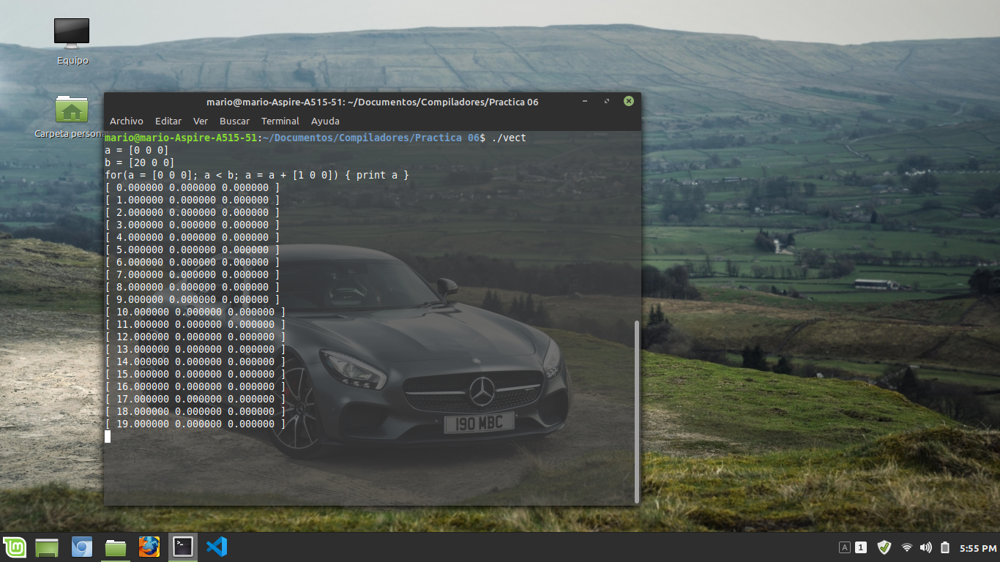 Equipo
Carpeta persona
mario@mario-Aspire-A515-51: ~/Documentos/Compiladores/Practica 06
Archivo Editar Ver Buscar Terminal Ayuda
mario@mario-Aspire-A515-51:~/Documentos/Compiladores/Practica 06$ ./vect
a = [0 0 0]
b = [20 0 0]
for(a = [0 0 0]; a < b; a = a + [1 0 0]) { print a }
[ 0.000000 0.000000 0.000000 ]
[ 1.000000 0.000000 0.000000 ]
[ 2.000000 0.000000 0.000000 ]
[ 3.000000 0.000000 0.000000 ]
[ 4.000000 0.000000 0.000000 ]
[ 5.000000 0.000000 0.000000 ]
[ 6.000000 0.000000 0.000000 ]
[ 7.000000 0.000000 0.000000 ]
[ 8.000000 0.000000 0.000000 ]
[ 9.000000 0.000000 0.000000 ]
[ 10.000000 0.000000 0.000000 ]
[ 11.000000 0.000000 0.000000 ]
[ 12.000000 0.000000 0.000000 ]
[ 13.000000 0.000000 0.000000 ]
[ 14.000000 0.000000 0.000000 ]
[ 15.000000 0.000000 0.000000 ]
[ 16.000000 0.000000 0.000000 ]
[ 17.000000 0.000000 0.000000 ]
[ 18.000000 0.000000 0.000000 ]
[ 19.000000 0.000000 0.000000 ]
190 MBC
A 1 5:55 PM